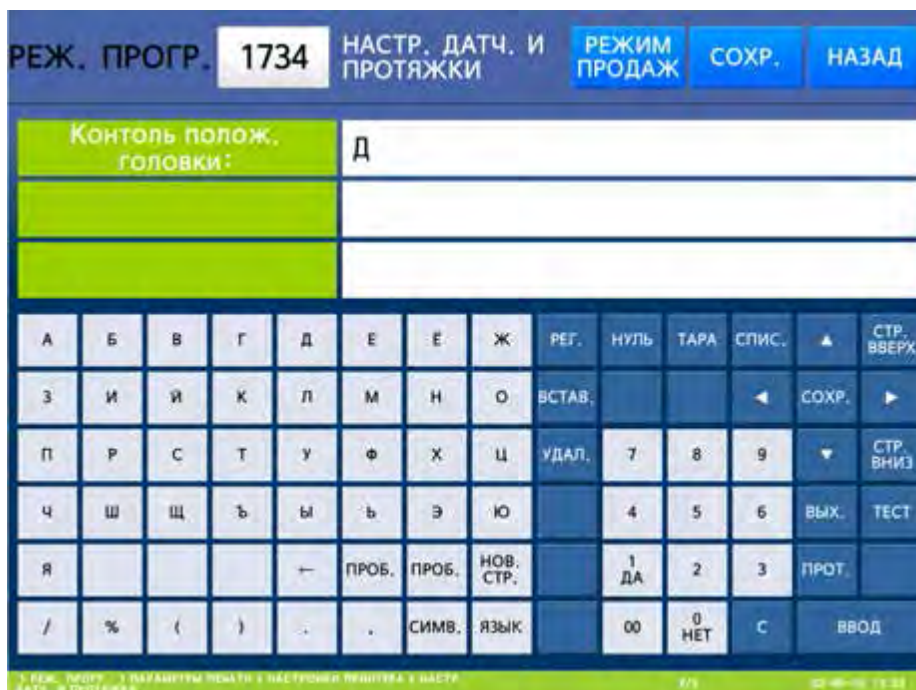 РЕЖ. ПРОГР. 1734 НАСТР. ДАТЧ. И ПРОТЯЖКИ РЕЖИМ ПРОДАЖ СОХР. НАЗАД
Контоль полож.
головки:
Д
А Б В Г Д Е Ё Ж РЕГ. НУЛЬ ТАРА СПИС. ▲ СТР. ВВЕРХ
З И Й К Л М Н О ВСТАВ. ◀ СОХР. ▶
П Р С Т У Ф Х Ц УДАЛ. 7 8 9 ▼ СТР. ВНИЗ
Ч Ш Щ Ъ Ы Ь Э Ю 4 5 6 ВЫХ. ТЕСТ
Я ← ПРОБ. ПРОБ. НОВ. СТР. 1 ДА 2 3 ПРОТ.
/ % ( ) . , СИМВ. ЯЗЫК 00 0 НЕТ С ВВОД